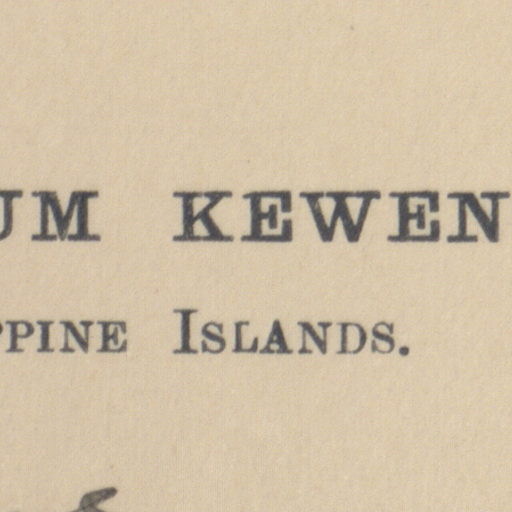 UM KEWEN
PPINE ISLANDS.